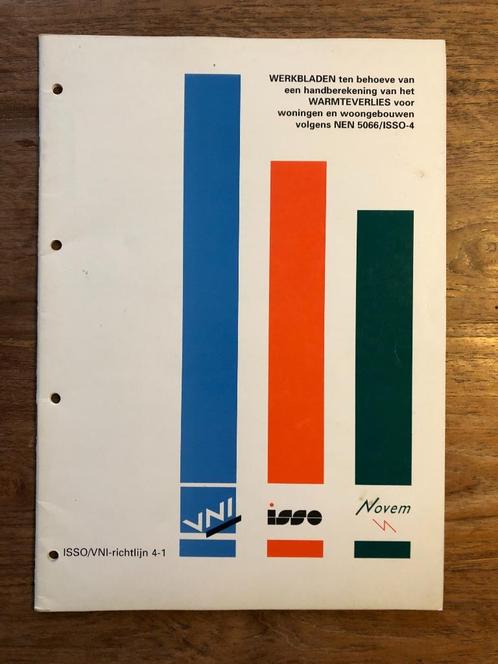 WERKBLADEN ten behoeve van
een handberekening van het
WARMTEVERLIES voor
woningen en woongebouwen
volgens NEN 5066/ISSO-4
VNI
isso
Novem
ISSO/VNI-richtlijn 4-1